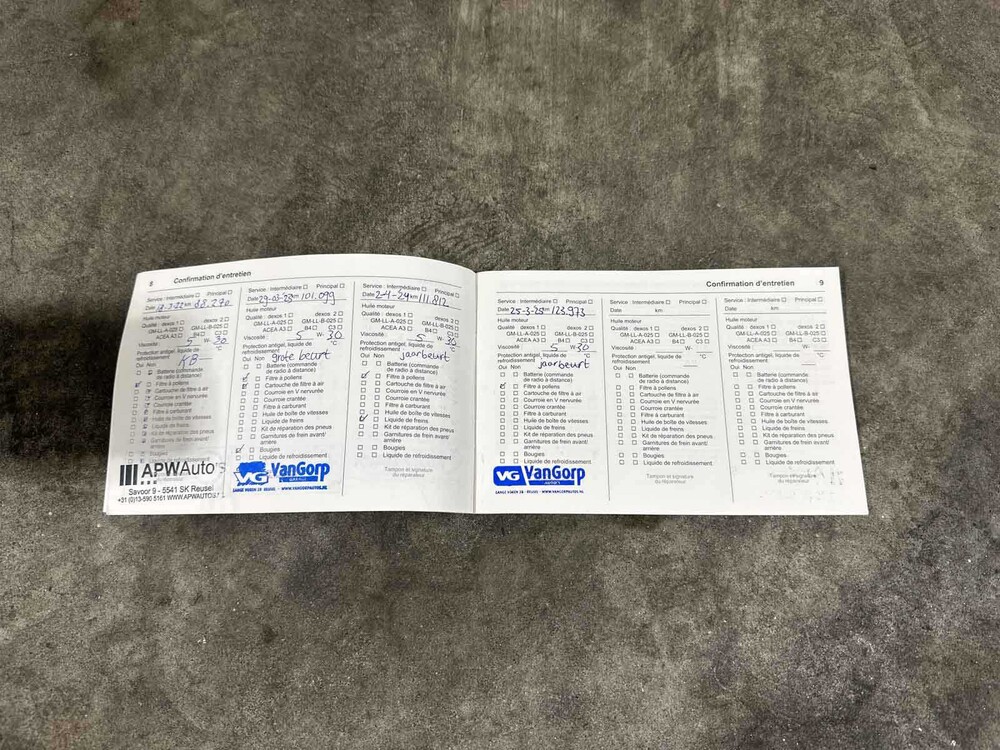 8 Confirmation d'entretien
Service : Intermédiaire Principal
Date 17-3-22 km 88.270
Huile moteur
Qualité : dexos 1 dexos 2
GM-LL-A-025 GM-LL-B-025
ACEA A3 B4 C3
Viscosité : 5 W- 30
Protection antigel, liquide de
refroidissement °C
Oui Non
Batterie (commande
de radio à distance)
Filtre à pollens
Cartouche de filtre à air
Courroie en V nervurée
Courroie crantée
Filtre à carburant
Huile de boîte de vitesses
Liquide de freins
Kit de réparation des pneus
Garnitures de frein avant/
arrière
Bougies
APWAuto's
Savoor 9 - 5541 SK Reusel
+31 (0)13-590 5161 WWW.APWAUTOS.NL
Service : Intermédiaire Principal
Date 29-03-23 km 101.099
Huile moteur
Qualité : dexos 1 dexos 2
GM-LL-A-025 GM-LL-B-025
ACEA A3 B4 C3
Viscosité : 5 W- 30
Protection antigel, liquide de
refroidissement °C
Oui Non grote beurt
Batterie (commande
de radio à distance)
Filtre à pollens
Cartouche de filtre à air
Courroie en V nervurée
Courroie crantée
Filtre à carburant
Huile de boîte de vitesses
Liquide de freins
Kit de réparation des pneus
Garnitures de frein avant/
arrière
Bougies
Liquide de refroidissement
VG VanGorp
Service : Intermédiaire Principal
Date 2-4-24 km 111.812
Huile moteur
Qualité : dexos 1 dexos 2
GM-LL-A-025 GM-LL-B-025
ACEA A3 B4 C3
Viscosité : 5 W- 30
Protection antigel, liquide de
refroidissement °C
Oui Non jaarbeurt
Batterie (commande
de radio à distance)
Filtre à pollens
Cartouche de filtre à air
Courroie en V nervurée
Courroie crantée
Filtre à carburant
Huile de boîte de vitesses
Liquide de freins
Kit de réparation des pneus
Garnitures de frein avant/
arrière
Bougies
Liquide de refroidissement
Tampon et signature
du réparateur
Confirmation d'entretien 9
Service : Intermédiaire Principal
Date 25-3-25 km 123.973
Huile moteur
Qualité : dexos 1 dexos 2
GM-LL-A-025 GM-LL-B-025
ACEA A3 B4 C3
Viscosité : 5 W- 30
Protection antigel, liquide de
refroidissement °C
Oui Non jaarbeurt
Batterie (commande
de radio à distance)
Filtre à pollens
Cartouche de filtre à air
Courroie en V nervurée
Courroie crantée
Filtre à carburant
Huile de boîte de vitesses
Liquide de freins
Kit de réparation des pneus
Garnitures de frein avant/
arrière
Bougies
Liquide de refroidissement
VG VanGorp
AUTO'S
Service : Intermédiaire Principal
Date km
Huile moteur
Qualité : dexos 1 dexos 2
GM-LL-A-025 GM-LL-B-025
ACEA A3 B4 C3
Viscosité : W-
Protection antigel, liquide de
refroidissement °C
Oui Non
Batterie (commande
de radio à distance)
Filtre à pollens
Cartouche de filtre à air
Courroie en V nervurée
Courroie crantée
Filtre à carburant
Huile de boîte de vitesses
Liquide de freins
Kit de réparation des pneus
Garnitures de frein avant/
arrière
Bougies
Liquide de refroidissement
Tampon et signature
du réparateur
Service : Intermédiaire Principal
Date km
Huile moteur
Qualité : dexos 1 dexos 2
GM-LL-A-025 GM-LL-B-025
ACEA A3 B4 C3
Viscosité : W-
Protection antigel, liquide de
refroidissement °C
Oui Non
Batterie (commande
de radio à distance)
Filtre à pollens
Cartouche de filtre à air
Courroie en V nervurée
Courroie crantée
Filtre à carburant
Huile de boîte de vitesses
Liquide de freins
Kit de réparation des pneus
Garnitures de frein avant/
arrière
Bougies
Liquide de refroidissement
Tampon et signature
du réparateur